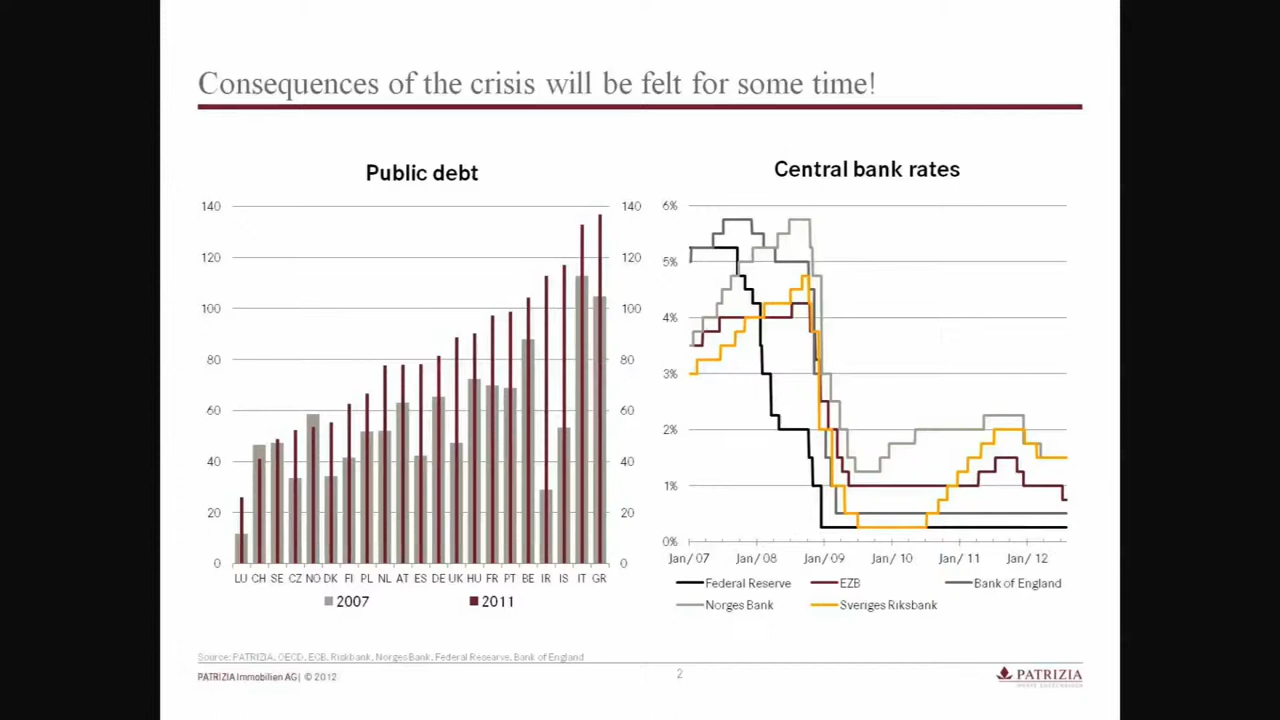 Consequences of the crisis will be felt for some time!
Public debt
140 140
120 120
100 100
80 80
60 60
40 40
20 20
0 0
LU CH SE CZ NO DK FI PL NL AT ES DE UK HU FR PT BE IR IS IT GR
2007 2011
Central bank rates
6%
5%
4%
3%
2%
1%
0%
Jan/07 Jan/08 Jan/09 Jan/10 Jan/11 Jan/12
Federal Reserve EZB Bank of England
Norges Bank Sveriges Riksbank
Source: PATRIZIA, OECD, ECB, Riskbank, Norges Bank, Federal Researve, Bank of England
PATRIZIA Immobilien AG | © 2012
2
PATRIZIA